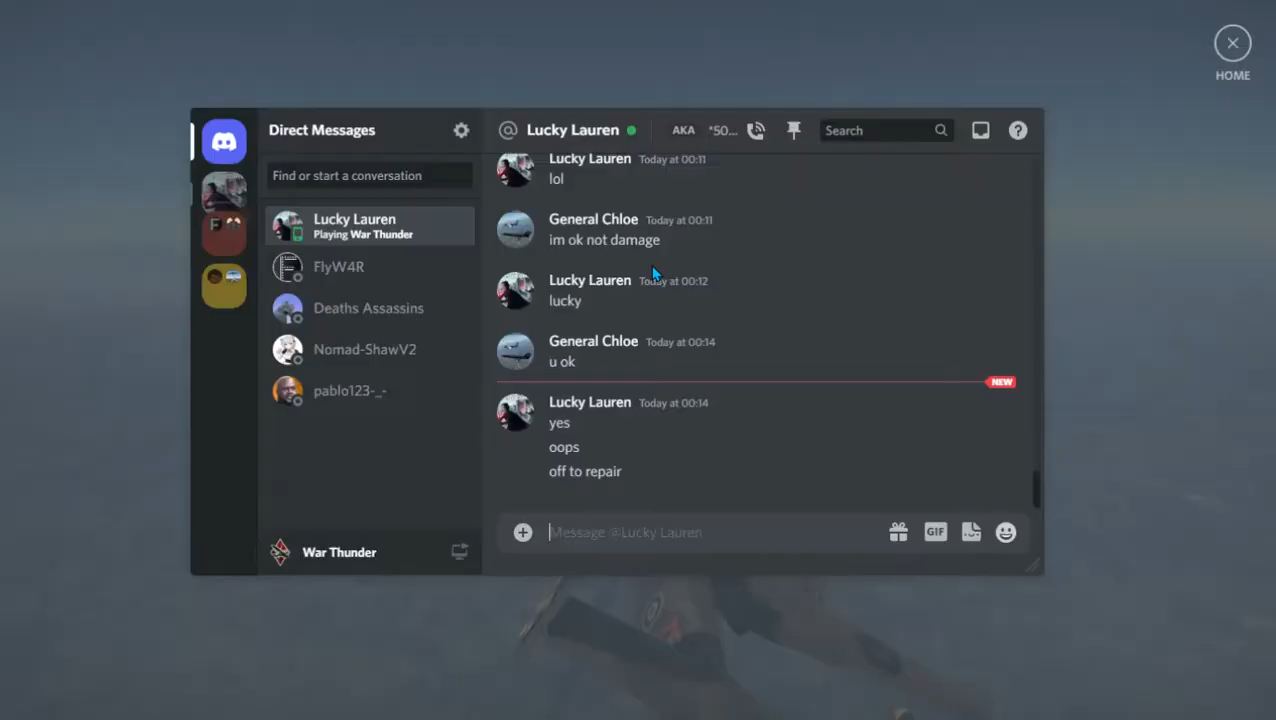 HOME
Direct Messages
Find or start a conversation
Lucky Lauren
Playing War Thunder
FlyW4R
Deaths Assassins
Nomad-ShawV2
pablo123-_-
War Thunder
@ Lucky Lauren
AKA *50...
Search
Lucky Lauren Today at 00:11
lol
General Chloe Today at 00:11
im ok not damage
Lucky Lauren Today at 00:12
lucky
General Chloe Today at 00:14
u ok
NEW
Lucky Lauren Today at 00:14
yes
oops
off to repair
Message @Lucky Lauren
GIF